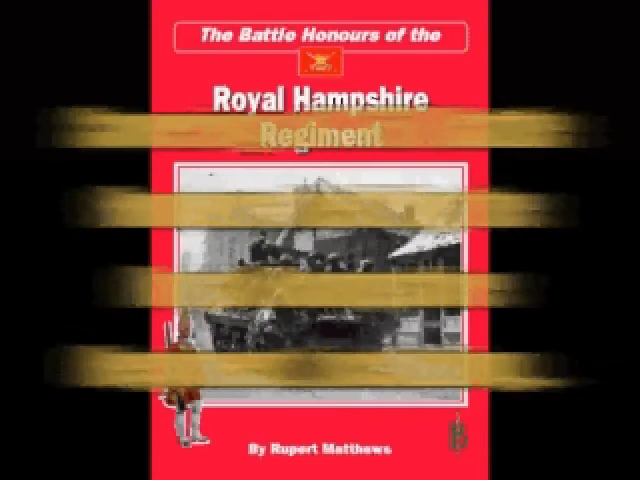 The Battle Honours of the
Royal Hampshire
Regiment
By Rupert Matthews